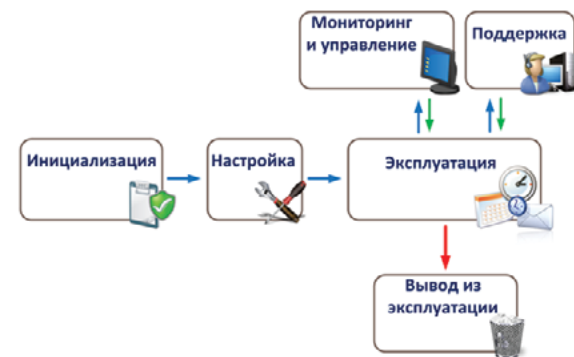 Мониторинг
и управление
Поддержка
Инициализация
Настройка
Эксплуатация
Вывод из
эксплуатации